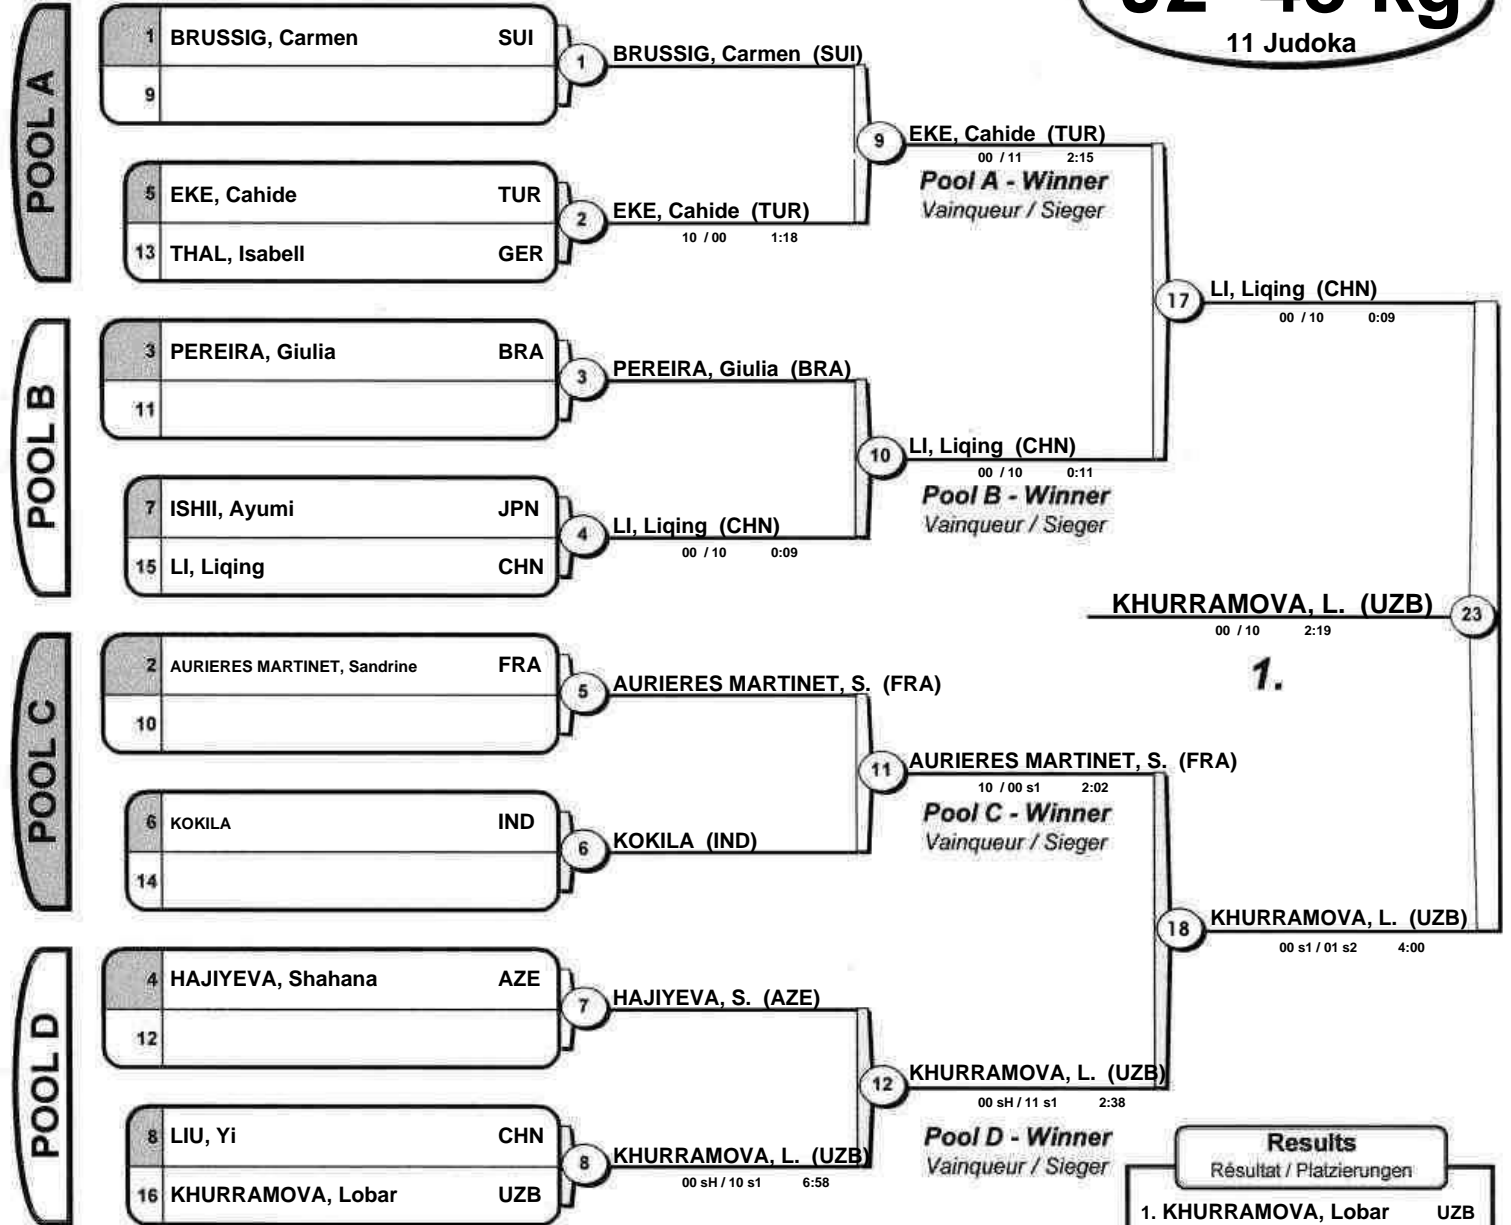 11 Judoka
POOL A
1 BRUSSIG, Carmen SUI
9
1
BRUSSIG, Carmen (SUI)
5 EKE, Cahide TUR
13 THAL, Isabell GER
2
EKE, Cahide (TUR)
10 / 00 1:18
9
EKE, Cahide (TUR)
00 / 11 2:15
Pool A - Winner
Vainqueur / Sieger
POOL B
3 PEREIRA, Giulia BRA
11
3
PEREIRA, Giulia (BRA)
7 ISHII, Ayumi JPN
15 LI, Liqing CHN
4
LI, Liqing (CHN)
00 / 10 0:09
10
LI, Liqing (CHN)
00 / 10 0:11
Pool B - Winner
Vainqueur / Sieger
17
LI, Liqing (CHN)
00 / 10 0:09
KHURRAMOVA, L. (UZB)
00 / 10 2:19
23
1.
POOL C
2 AURIERES MARTINET, Sandrine FRA
10
5
AURIERES MARTINET, S. (FRA)
6 KOKILA IND
14
6
KOKILA (IND)
11
AURIERES MARTINET, S. (FRA)
10 / 00 s1 2:02
Pool C - Winner
Vainqueur / Sieger
18
KHURRAMOVA, L. (UZB)
00 s1 / 01 s2 4:00
POOL D
4 HAJIYEVA, Shahana AZE
12
7
HAJIYEVA, S. (AZE)
8 LIU, Yi CHN
16 KHURRAMOVA, Lobar UZB
8
KHURRAMOVA, L. (UZB)
00 sH / 10 s1 6:58
12
KHURRAMOVA, L. (UZB)
00 sH / 11 s1 2:38
Pool D - Winner
Vainqueur / Sieger
Results
Résultat / Platzierungen
1. KHURRAMOVA, Lobar UZB